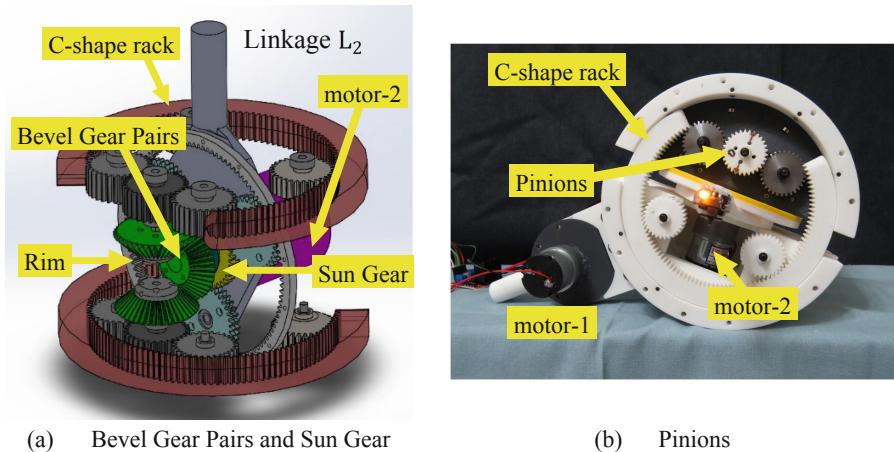 C-shape rack
Linkage L₂
motor-2
Bevel Gear Pairs
Rim
Sun Gear
(a) Bevel Gear Pairs and Sun Gear
C-shape rack
Pinions
motor-1
motor-2
(b) Pinions